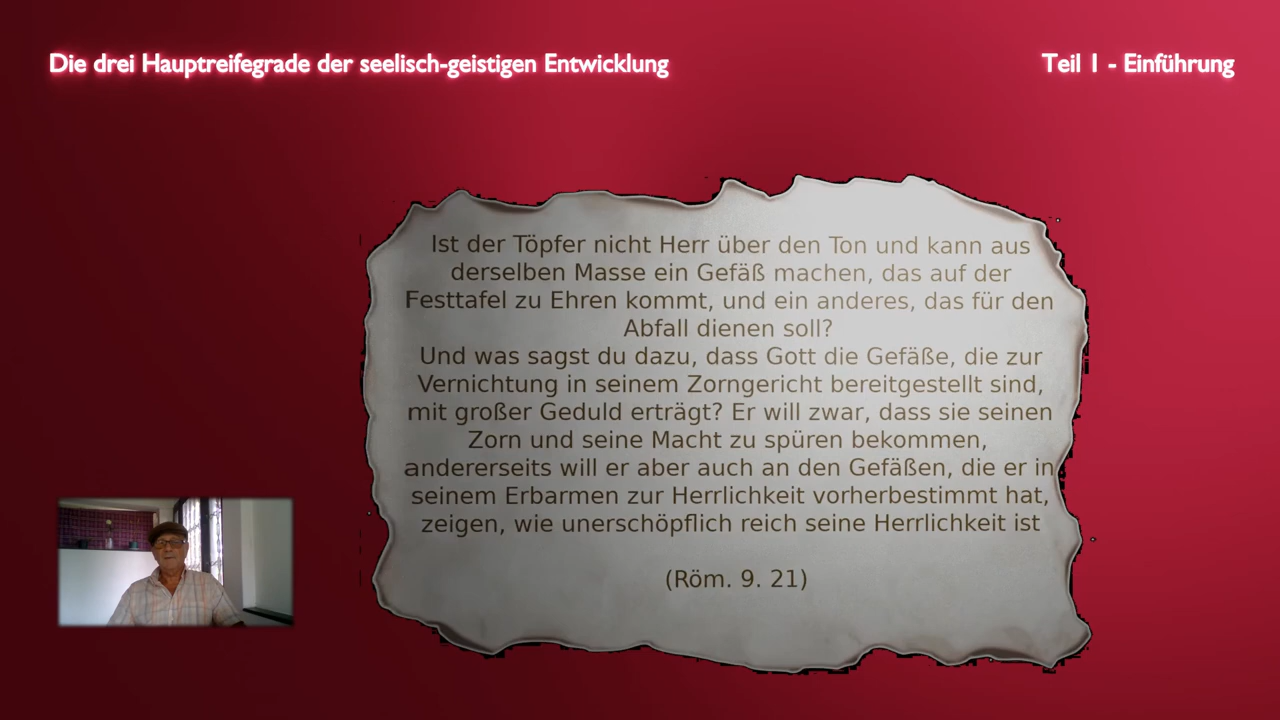 Die drei Hauptreifegrade der seelisch-geistigen Entwicklung
Teil 1 - Einführung
Ist der Töpfer nicht Herr über den Ton und kann aus
derselben Masse ein Gefäß machen, das auf der
Festtafel zu Ehren kommt, und ein anderes, das für den
Abfall dienen soll?
Und was sagst du dazu, dass Gott die Gefäße, die zur
Vernichtung in seinem Zorngericht bereitgestellt sind,
mit großer Geduld erträgt? Er will zwar, dass sie seinen
Zorn und seine Macht zu spüren bekommen,
andererseits will er aber auch an den Gefäßen, die er in
seinem Erbarmen zur Herrlichkeit vorherbestimmt hat,
zeigen, wie unerschöpflich reich seine Herrlichkeit ist
(Röm. 9. 21)